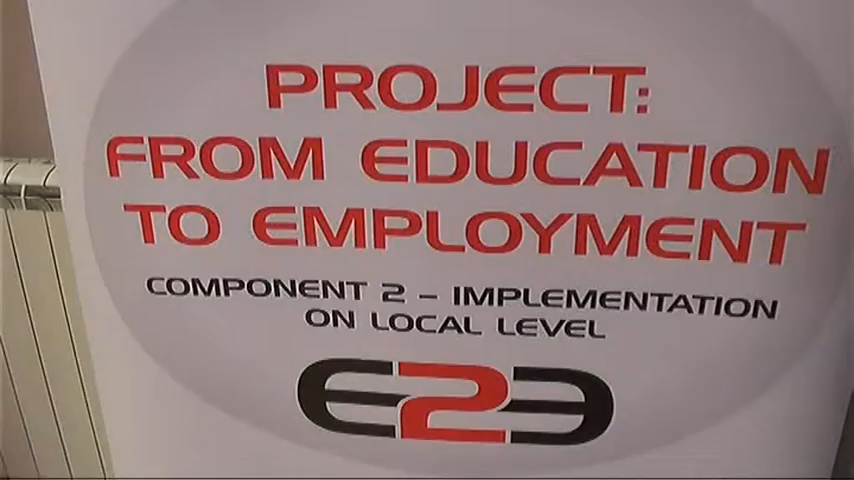 PROJECT:
FROM EDUCATION
TO EMPLOYMENT
COMPONENT 2 - IMPLEMENTATION
ON LOCAL LEVEL
E2E